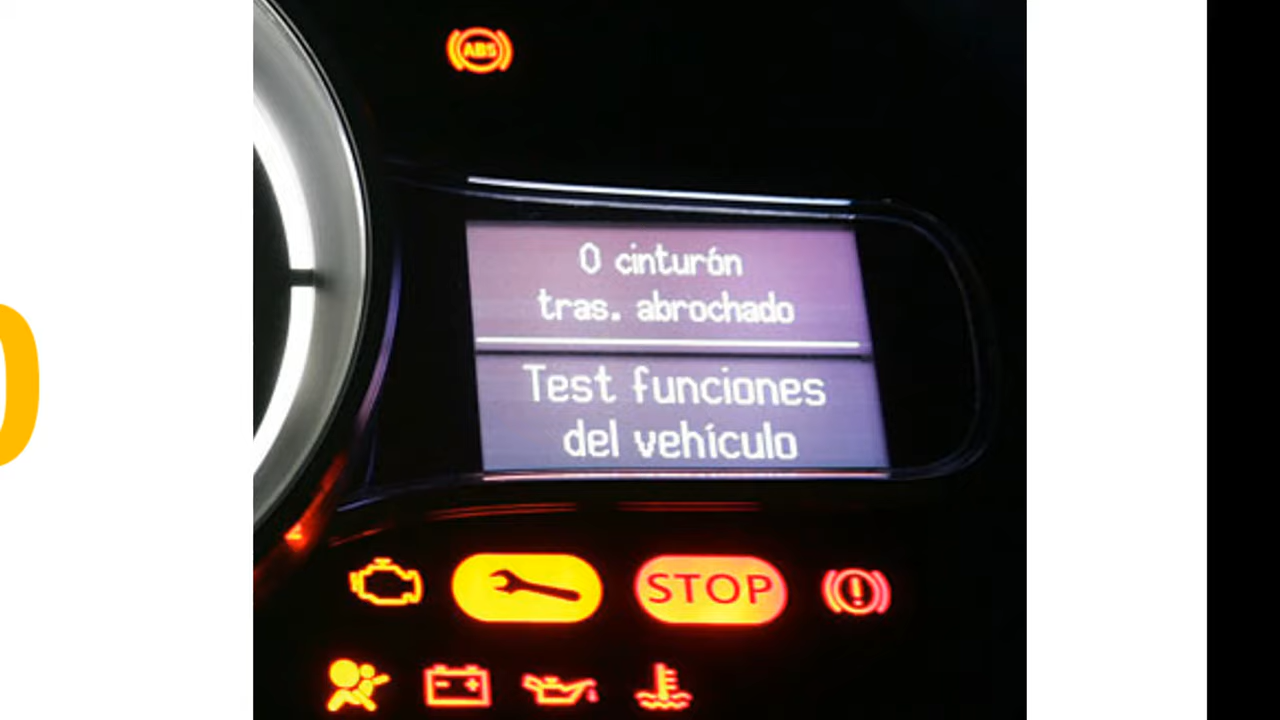 ABS
0 cinturón
tras. abrochado
Test funciones
del vehículo
STOP